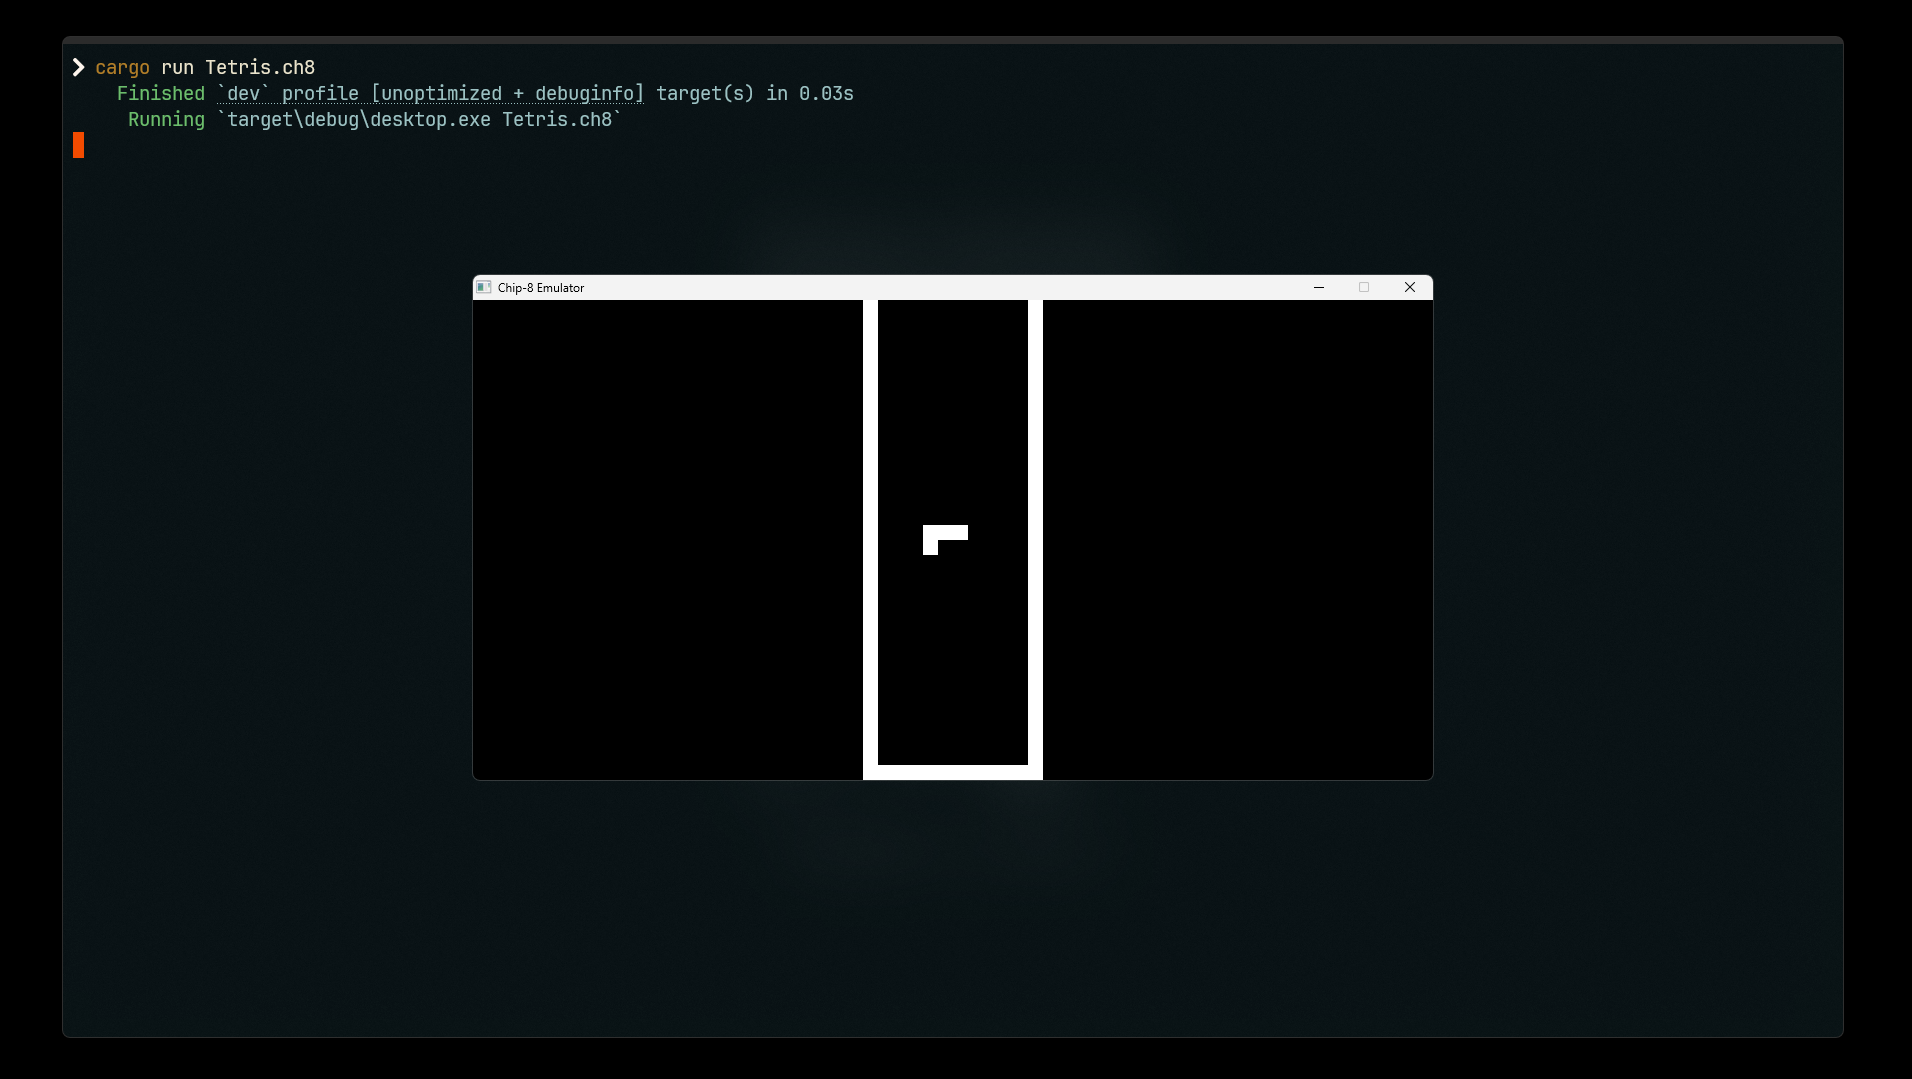 ❯ cargo run Tetris.ch8
Finished `dev` profile [unoptimized + debuginfo] target(s) in 0.03s
Running `target\debug\desktop.exe Tetris.ch8`
Chip-8 Emulator